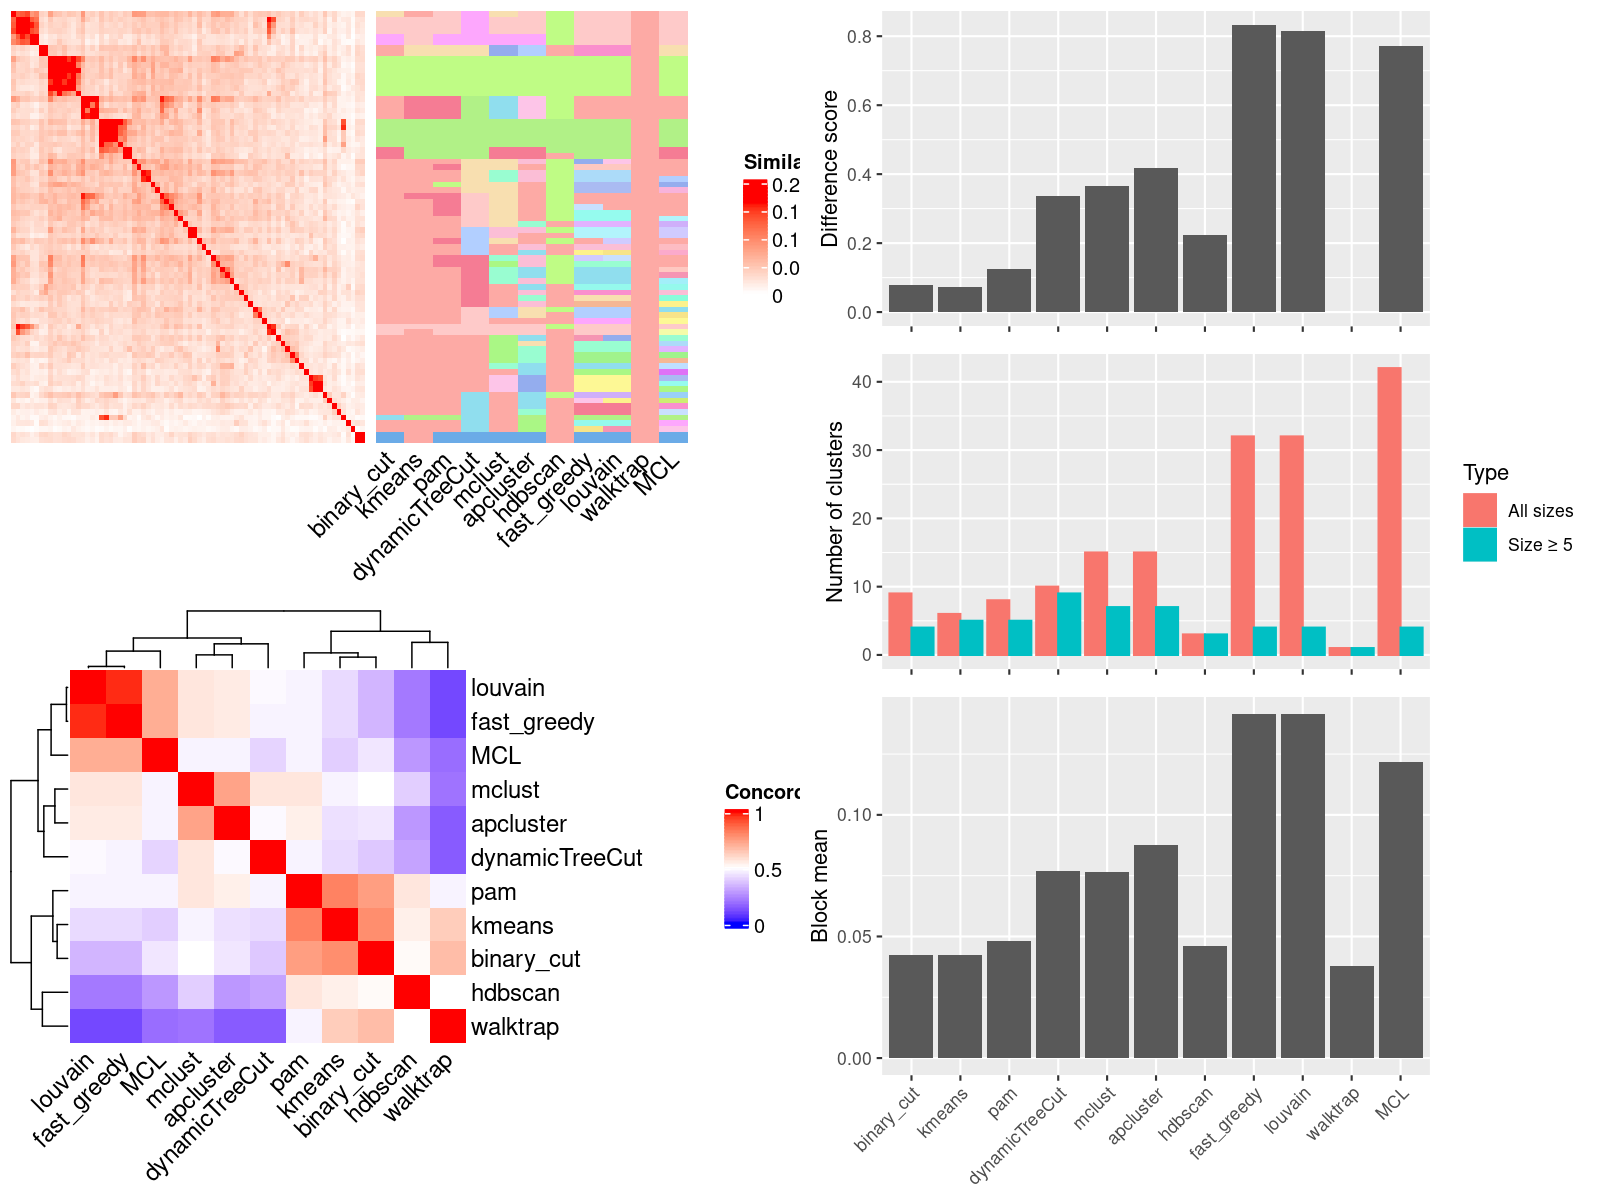 Simila
0.2
0.1
0.1
0.0
0
binary_cut
kmeans
pam
dynamicTreeCut
mclust
apcluster
hdbscan
fast_greedy
louvain
walktrap
MCL
louvain
fast_greedy
MCL
mclust
apcluster
dynamicTreeCut
pam
kmeans
binary_cut
hdbscan
walktrap
louvain
fast_greedy
MCL
mclust
apcluster
dynamicTreeCut
pam
kmeans
binary_cut
hdbscan
walktrap
Concord
1
0.5
0
Difference score
0.8
0.6
0.4
0.2
0.0
Number of clusters
40
30
20
10
0
Type
All sizes
Size ≥ 5
Block mean
0.10
0.05
0.00
binary_cut
kmeans
pam
dynamicTreeCut
mclust
apcluster
hdbscan
fast_greedy
louvain
walktrap
MCL